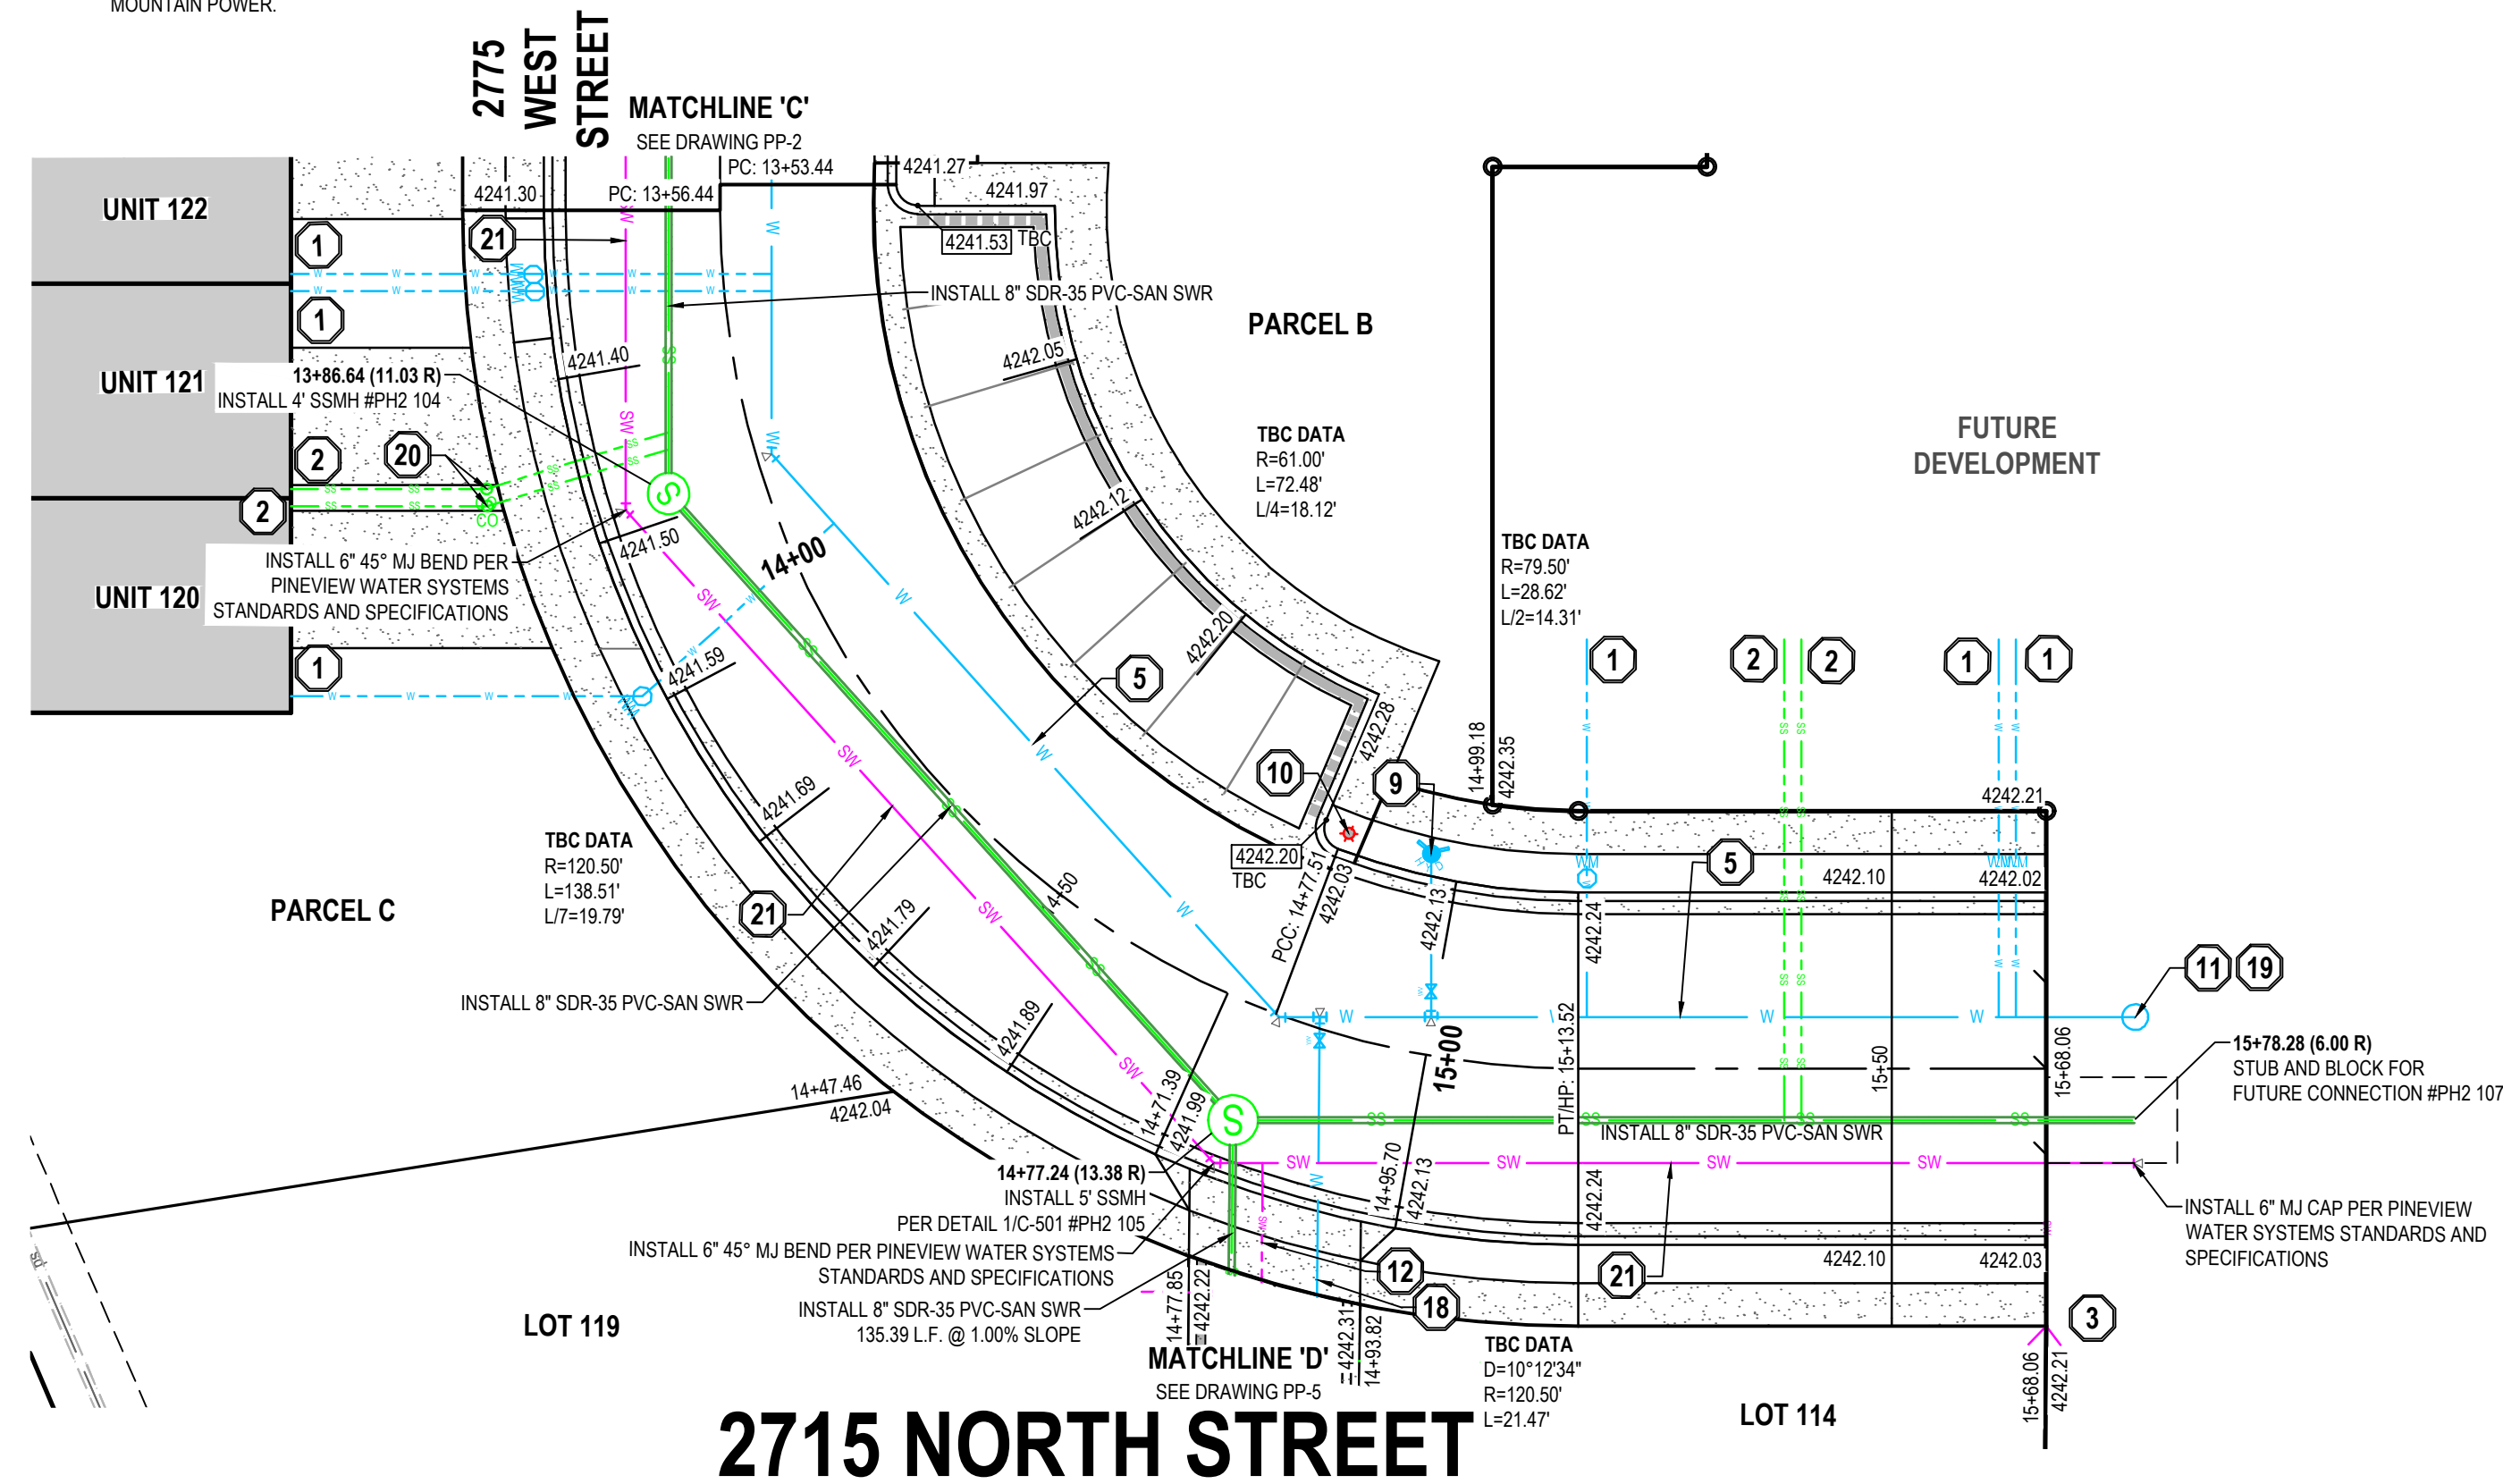 MOUNTAIN POWER.
2775
WEST
STREET
MATCHLINE 'C'
SEE DRAWING PP-2
PC: 13+53.44
PC: 13+56.44
4241.30
4241.27
4241.97
4241.53
TBC
UNIT 122
1
21
1
INSTALL 8" SDR-35 PVC-SAN SWR
PARCEL B
UNIT 121
13+86.64 (11.03 R)
INSTALL 4' SSMH #PH2 104
4241.40
4242.05
2
20
2
CO
TBC DATA
R=61.00'
L=72.48'
L/4=18.12'
FUTURE
DEVELOPMENT
4242.12
4241.50
14+00
INSTALL 6" 45° MJ BEND PER
PINEVIEW WATER SYSTEMS
STANDARDS AND SPECIFICATIONS
UNIT 120
1
TBC DATA
R=79.50'
L=28.62'
L/2=14.31'
4241.59
4242.20
5
1
2
2
1
1
4242.28
14+99.18
4242.35
10
9
4241.69
4242.21
TBC DATA
R=120.50'
L=138.51'
L/7=19.79'
4242.20
TBC
PCC: 14+77.51
4242.03
4242.13
5
4242.10
4242.02
PARCEL C
21
14+50
4241.79
4242.24
11
19
INSTALL 8" SDR-35 PVC-SAN SWR
4241.89
15+00
PT/HP: 15+13.52
15+50
15+68.06
15+78.28 (6.00 R)
STUB AND BLOCK FOR
FUTURE CONNECTION #PH2 107
14+47.46
4242.04
14+71.39
4241.99
INSTALL 8" SDR-35 PVC-SAN SWR
14+77.24 (13.38 R)
INSTALL 5' SSMH
PER DETAIL 1/C-501 #PH2 105
14+95.70
4242.13
4242.24
INSTALL 6" MJ CAP PER PINEVIEW
WATER SYSTEMS STANDARDS AND
SPECIFICATIONS
INSTALL 6" 45° MJ BEND PER PINEVIEW WATER SYSTEMS
STANDARDS AND SPECIFICATIONS
12
21
4242.10
4242.03
INSTALL 8" SDR-35 PVC-SAN SWR
135.39 L.F. @ 1.00% SLOPE
14+77.85
4242.22
18
4242.31
14+93.82
3
LOT 119
MATCHLINE 'D'
SEE DRAWING PP-5
TBC DATA
D=10°12'34"
R=120.50'
L=21.47'
LOT 114
15+68.06
4242.21
2715 NORTH STREET